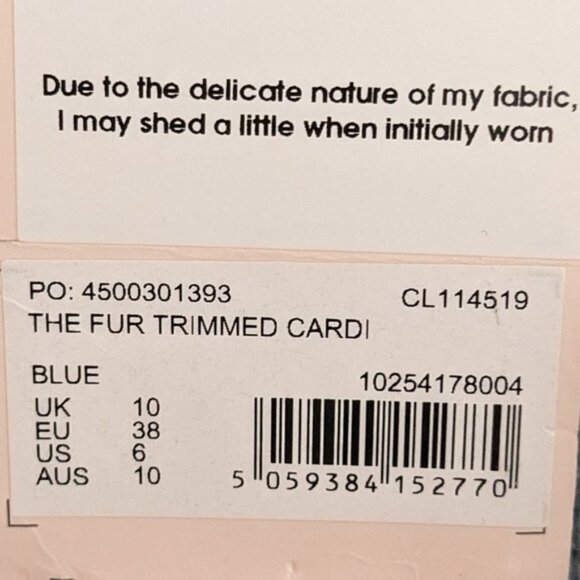 Due to the delicate nature of my fabric,
I may shed a little when initially worn
PO: 4500301393
CL114519
THE FUR TRIMMED CARDI
BLUE
10254178004
UK 10
EU 38
US 6
AUS 10
5 059384 152770